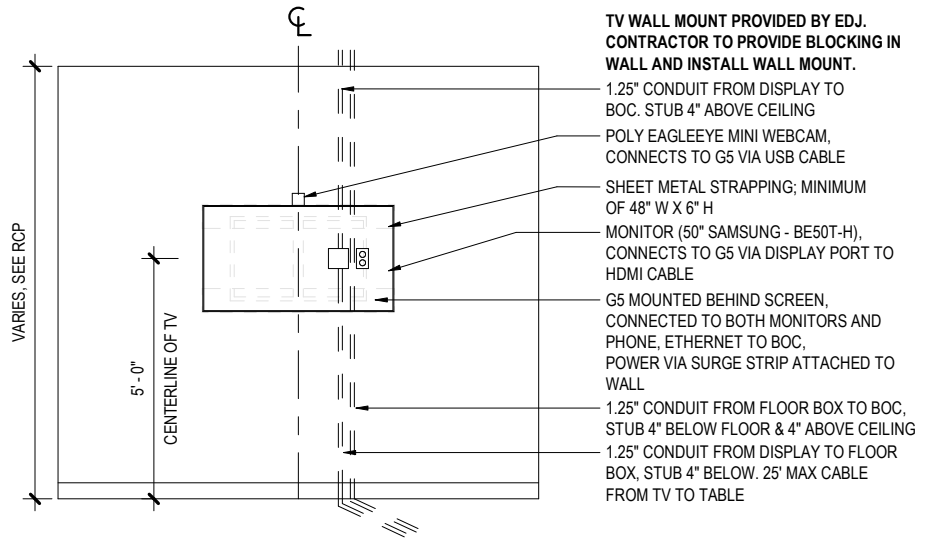 ℄
TV WALL MOUNT PROVIDED BY EDJ.
CONTRACTOR TO PROVIDE BLOCKING IN
WALL AND INSTALL WALL MOUNT.
1.25" CONDUIT FROM DISPLAY TO
BOC. STUB 4" ABOVE CEILING
POLY EAGLEEYE MINI WEBCAM,
CONNECTS TO G5 VIA USB CABLE
SHEET METAL STRAPPING; MINIMUM
OF 48" W X 6" H
MONITOR (50" SAMSUNG - BE50T-H),
CONNECTS TO G5 VIA DISPLAY PORT TO
HDMI CABLE
G5 MOUNTED BEHIND SCREEN,
CONNECTED TO BOTH MONITORS AND
PHONE, ETHERNET TO BOC,
POWER VIA SURGE STRIP ATTACHED TO
WALL
1.25" CONDUIT FROM FLOOR BOX TO BOC,
STUB 4" BELOW FLOOR & 4" ABOVE CEILING
1.25" CONDUIT FROM DISPLAY TO FLOOR
BOX, STUB 4" BELOW. 25' MAX CABLE
FROM TV TO TABLE
VARIES, SEE RCP
5' - 0"
CENTERLINE OF TV